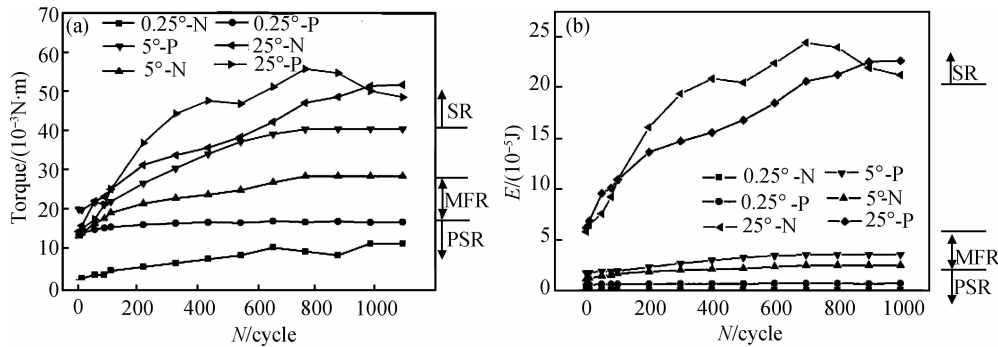 (a)
0.25°-N
0.25°-P
5°-P
25°-N
5°-N
25°-P
Torque/(10⁻³N·m)
70
60
50
40
30
20
10
0
0 200 400 600 800 1000
N/cycle
SR
MFR
PSR
(b)
E/(10⁻⁵J)
25
20
15
10
5
0
0.25°-N
5°-P
0.25°-P
5°-N
25°-N
25°-P
0 200 400 600 800 1000
N/cycle
SR
MFR
PSR